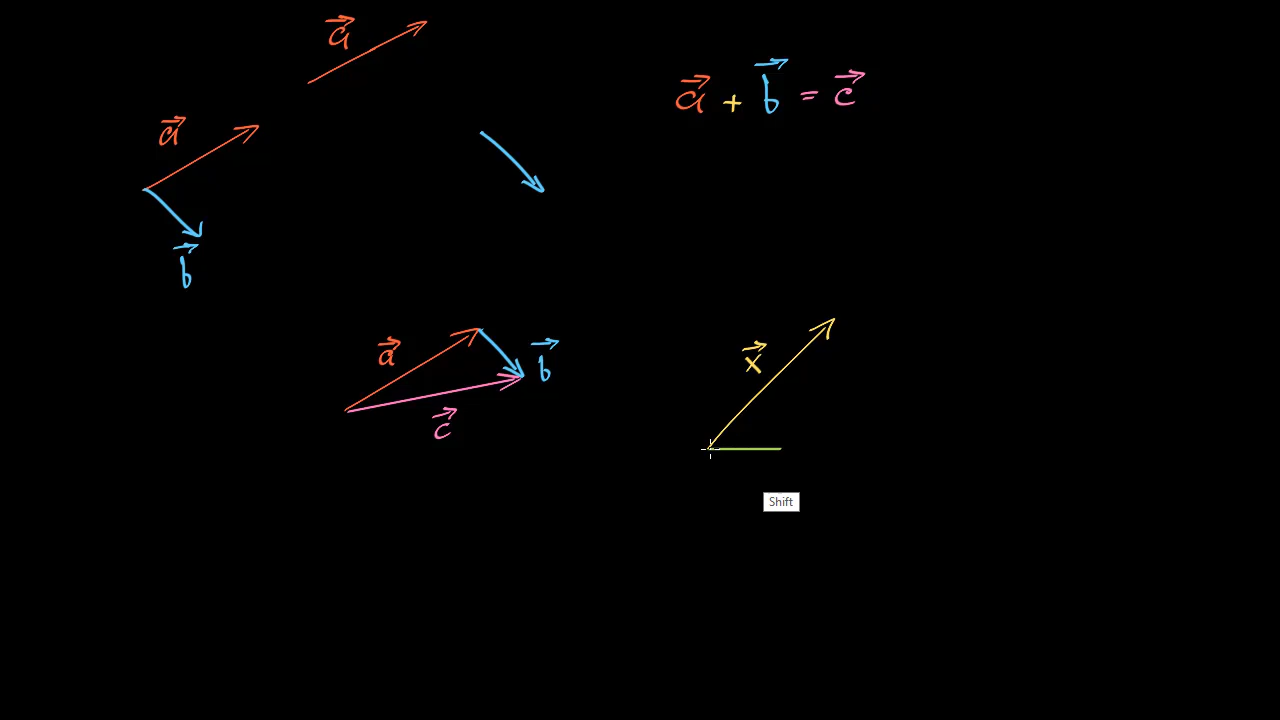 a⃗
a⃗ + b⃗ = c⃗
a⃗
b⃗
a⃗
b⃗
x⃗
c⃗
Shift